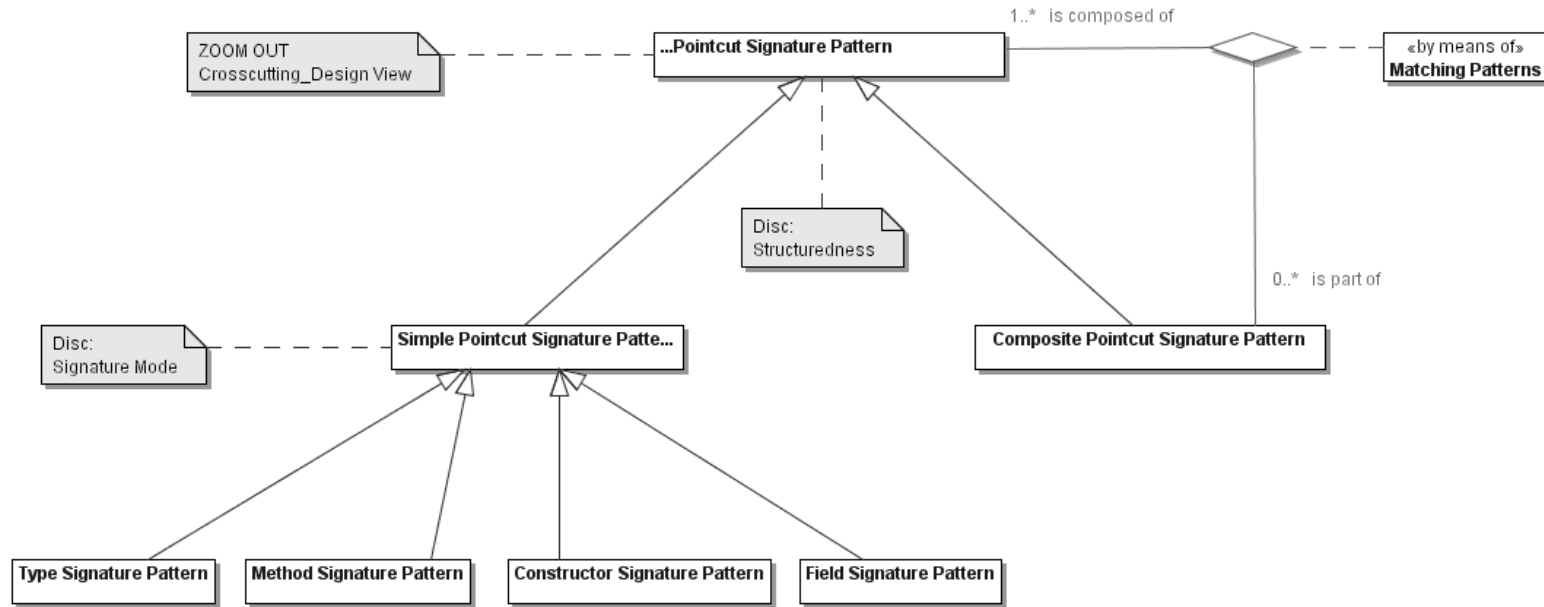 1..* is composed of
ZOOM OUT
Crosscutting_Design View
...Pointcut Signature Pattern
«by means of»
Matching Patterns
Disc:
Structuredness
0..* is part of
Disc:
Signature Mode
Simple Pointcut Signature Patte...
Composite Pointcut Signature Pattern
Type Signature Pattern
Method Signature Pattern
Constructor Signature Pattern
Field Signature Pattern